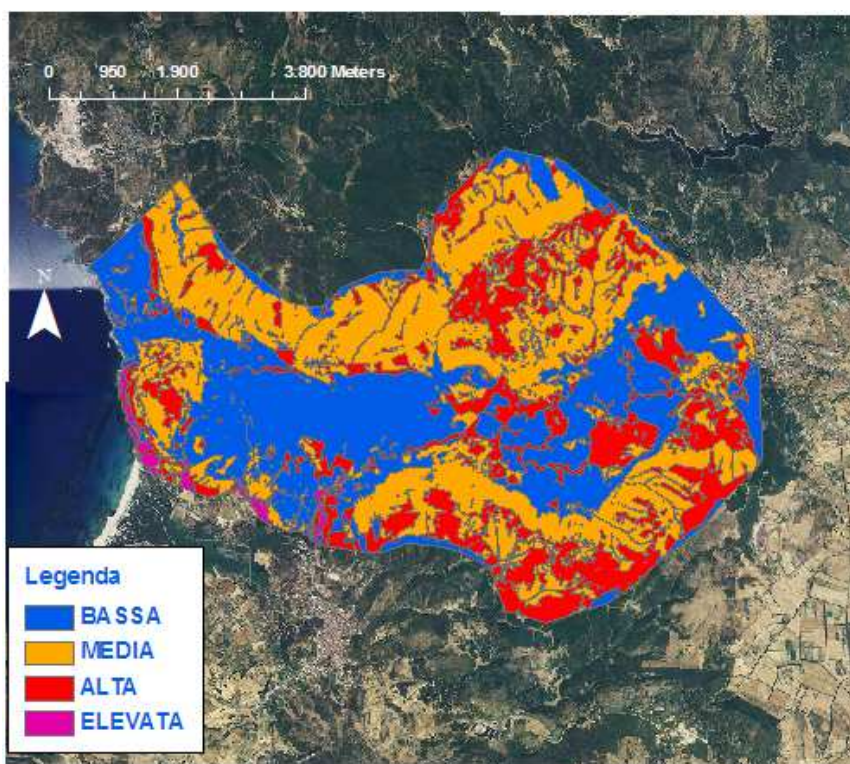 0 950 1.900 3.800 Meters
N
Legenda
BASSA
MEDIA
ALTA
ELEVATA